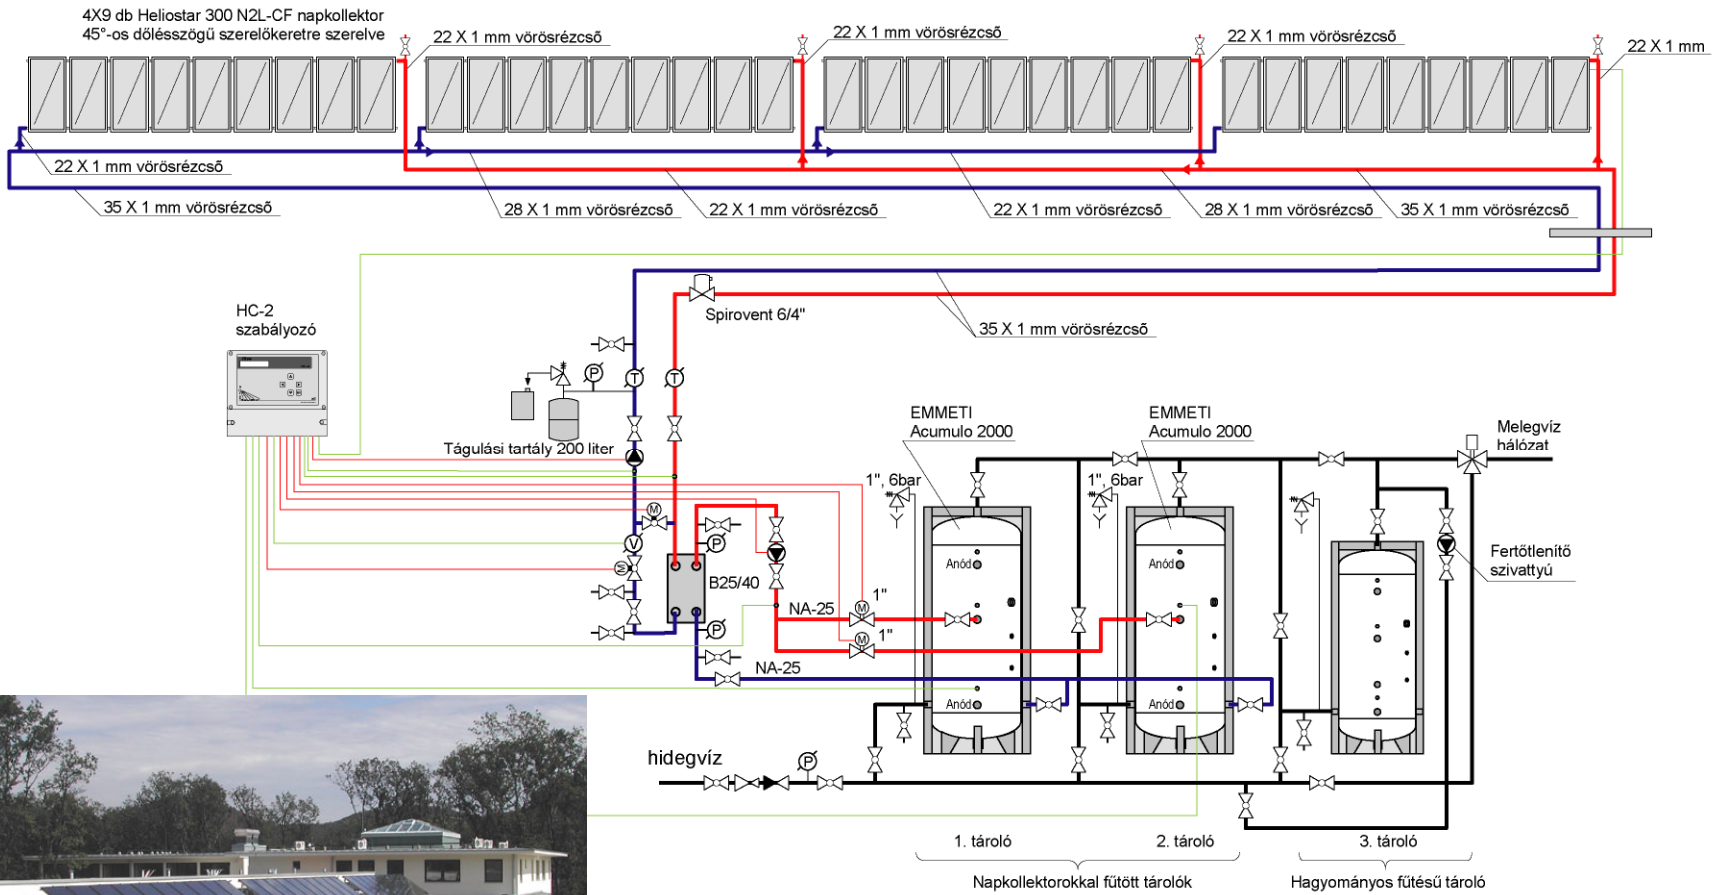 4X9 db Heliostar 300 N2L-CF napkollektor
45°-os dőlésszögű szerelőkeretre szerelve
22 X 1 mm vörösrézcső
22 X 1 mm vörösrézcső
22 X 1 mm vörösrézcső
22 X 1 mm
22 X 1 mm vörösrézcső
35 X 1 mm vörösrézcső
28 X 1 mm vörösrézcső
22 X 1 mm vörösrézcső
22 X 1 mm vörösrézcső
28 X 1 mm vörösrézcső
35 X 1 mm vörösrézcső
HC-2
szabályozó
Spirovent 6/4"
35 X 1 mm vörösrézcső
P
T
T
Tágulási tartály 200 liter
EMMETI
Acumulo 2000
EMMETI
Acumulo 2000
Melegvíz
hálózat
1", 6bar
1", 6bar
M
V
P
M
B25/40
Anód
Anód
Fertőtlenítő
szivattyú
NA-25
M
1"
P
M
1"
NA-25
Anód
Anód
hidegvíz
P
1. tároló
2. tároló
3. tároló
Napkollektorokkal fűtött tárolók
Hagyományos fűtésű tároló